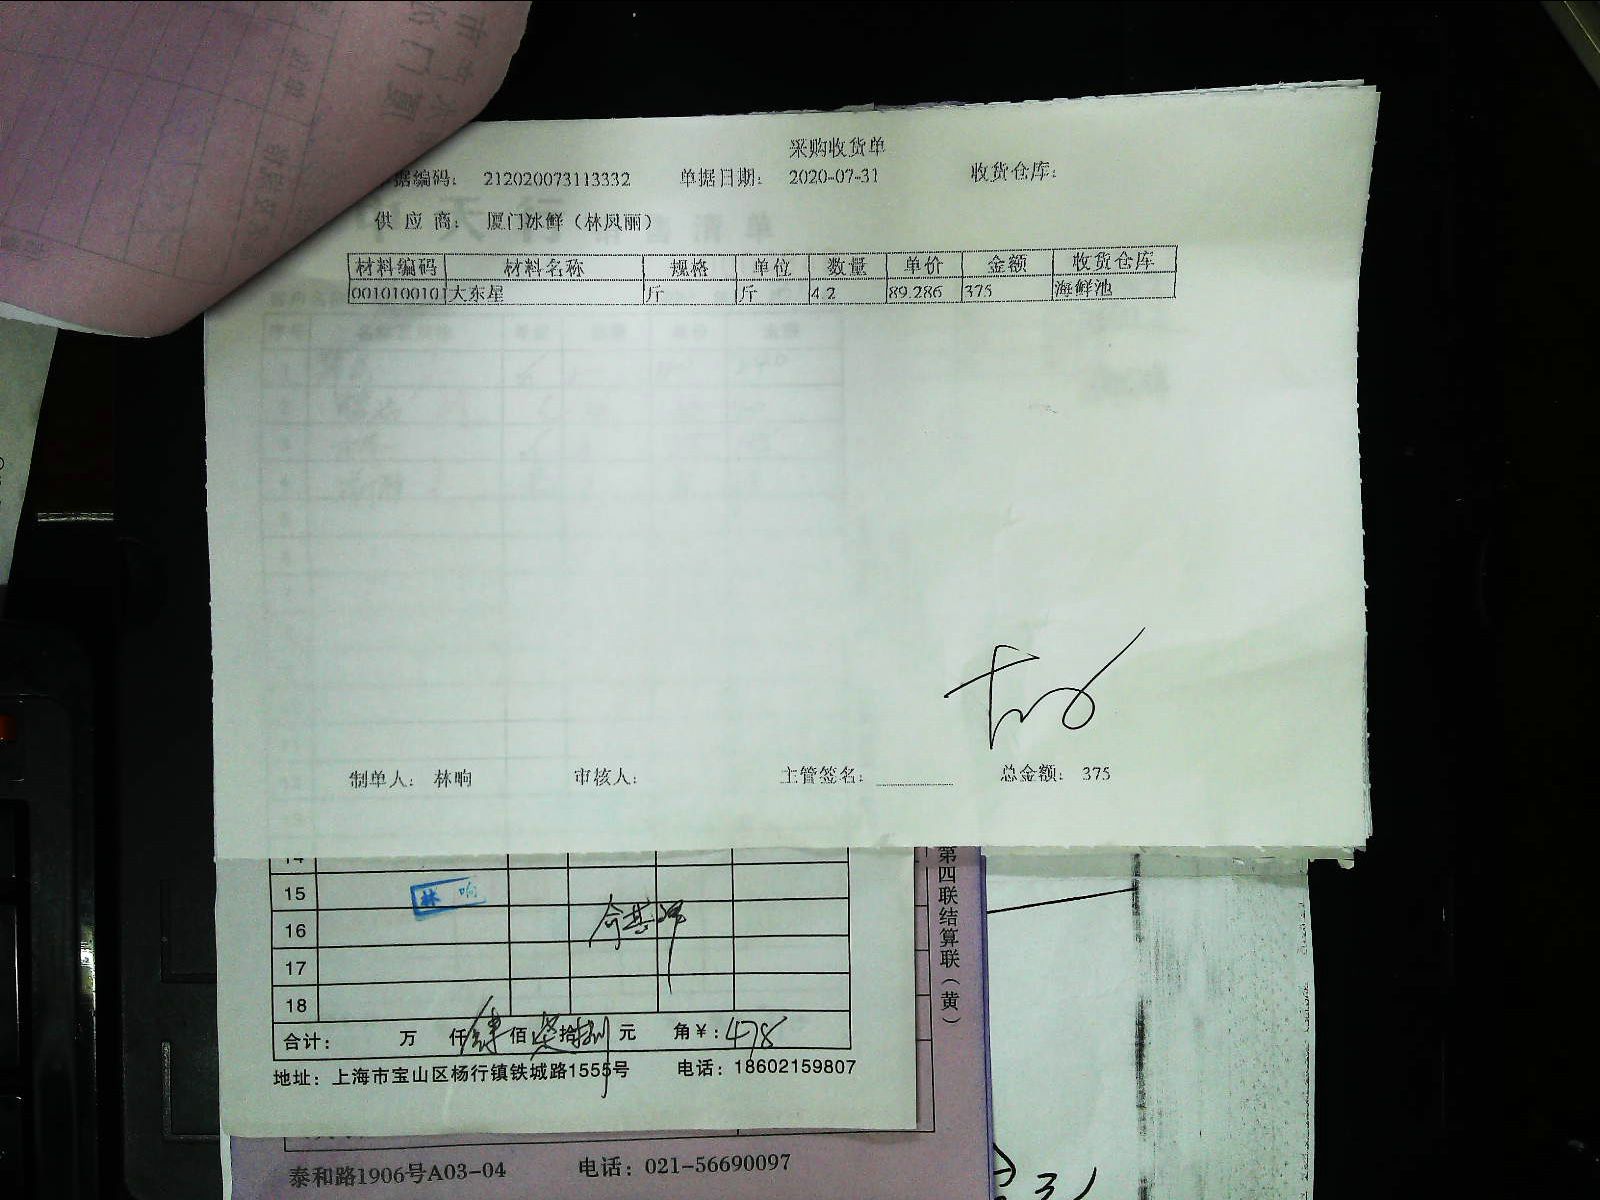 采购收货单
据编码: 212020073113332 单据日期: 2020-07-31 收货仓库:
供应商: 厦门冰鲜(林凤丽)
材料编码 材料名称 规格 单位 数量 单价 金额 收货仓库
0010100101 大东星 斤 斤 4.2 89.286 375 海鲜池
制单人: 林晌 审核人: 主管签名: 总金额: 375
14
15 林 晌
16
17
18
合计: 万 仟肆佰柒拾捌元 角¥:478
地址: 上海市宝山区杨行镇铁城路1555号 电话: 18602159807
第四联结算联(黄)
泰和路1906号A03-04 电话: 021-56690097